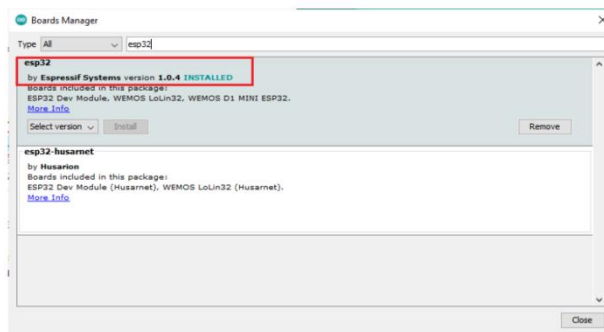 Boards Manager
Type All esp32
esp32
by Espressif Systems version 1.0.4 INSTALLED
Boards included in this package:
ESP32 Dev Module, WEMOS LoLin32, WEMOS D1 MINI ESP32.
More Info
Select version Install Remove
esp32-husarnet
by Husarion
Boards included in this package:
ESP32 Dev Module (Husarnet), WEMOS LoLin32 (Husarnet).
More Info
Close